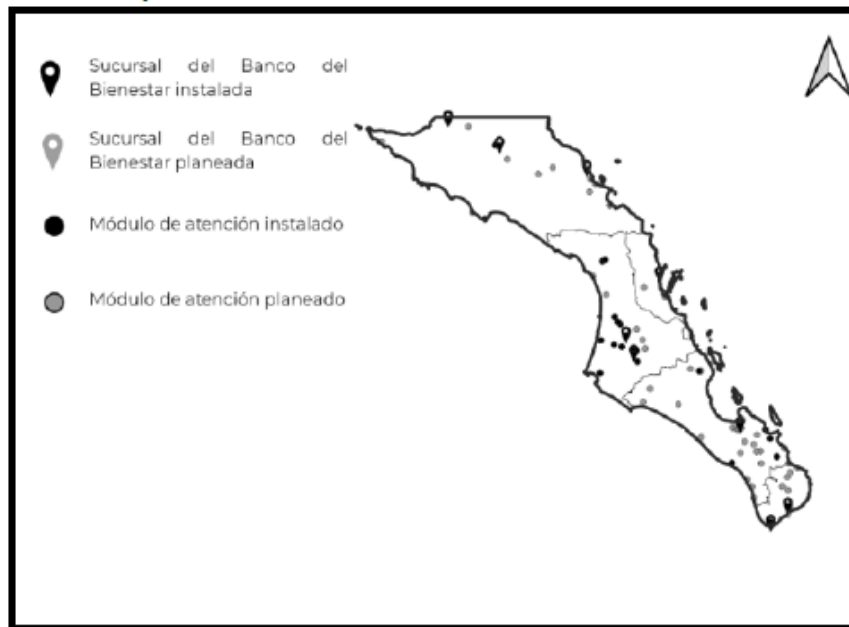 Sucursal del Banco del
Bienestar instalada
Sucursal del Banco del
Bienestar planeada
Módulo de atención instalado
Módulo de atención planeado